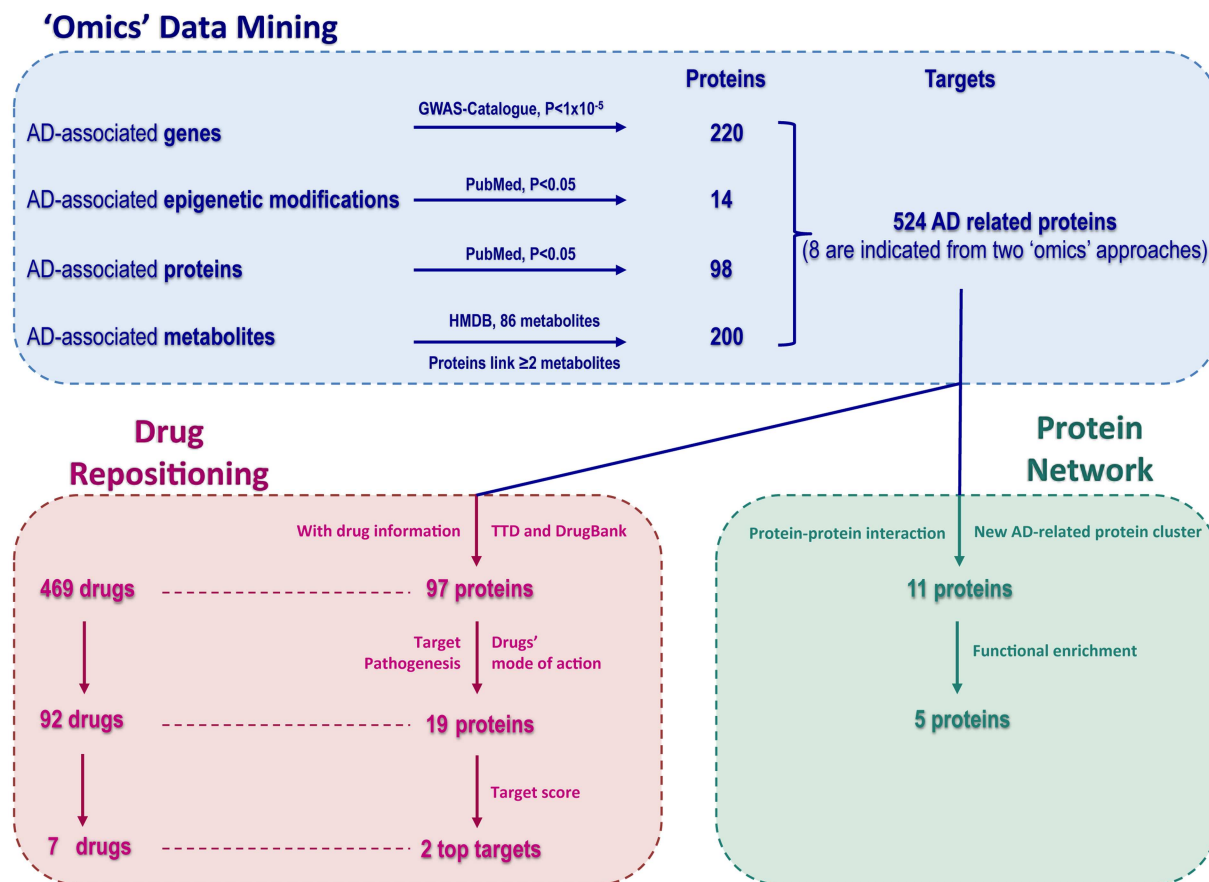 ‘Omics’ Data Mining
Proteins
Targets
GWAS-Catalogue, P<1x10⁻⁵
AD-associated genes
220
PubMed, P<0.05
AD-associated epigenetic modifications
14
524 AD related proteins
(8 are indicated from two ‘omics’ approaches)
PubMed, P<0.05
AD-associated proteins
98
HMDB, 86 metabolites
AD-associated metabolites
200
Proteins link ≥2 metabolites
Drug
Repositioning
With drug information
TTD and DrugBank
469 drugs
97 proteins
Target
Pathogenesis
Drugs’
mode of action
92 drugs
19 proteins
Target score
7 drugs
2 top targets
Protein
Network
Protein-protein interaction
New AD-related protein cluster
11 proteins
Functional enrichment
5 proteins